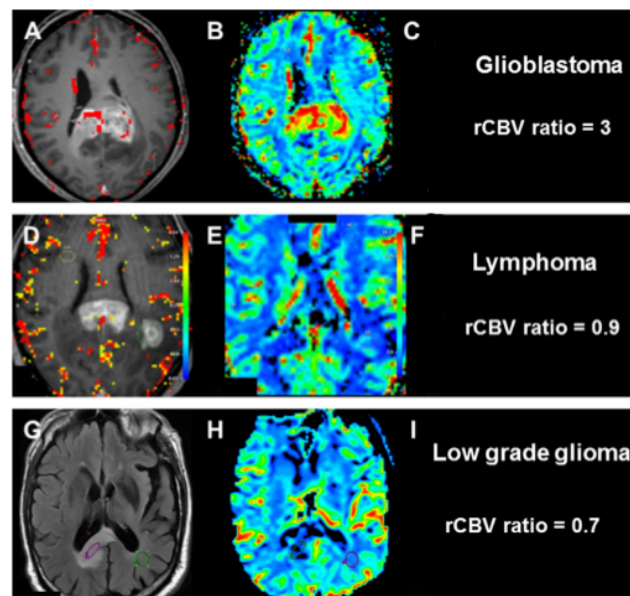 A
B
C
Glioblastoma
rCBV ratio = 3
D
E
F
Lymphoma
rCBV ratio = 0.9
G
H
I
Low grade glioma
rCBV ratio = 0.7